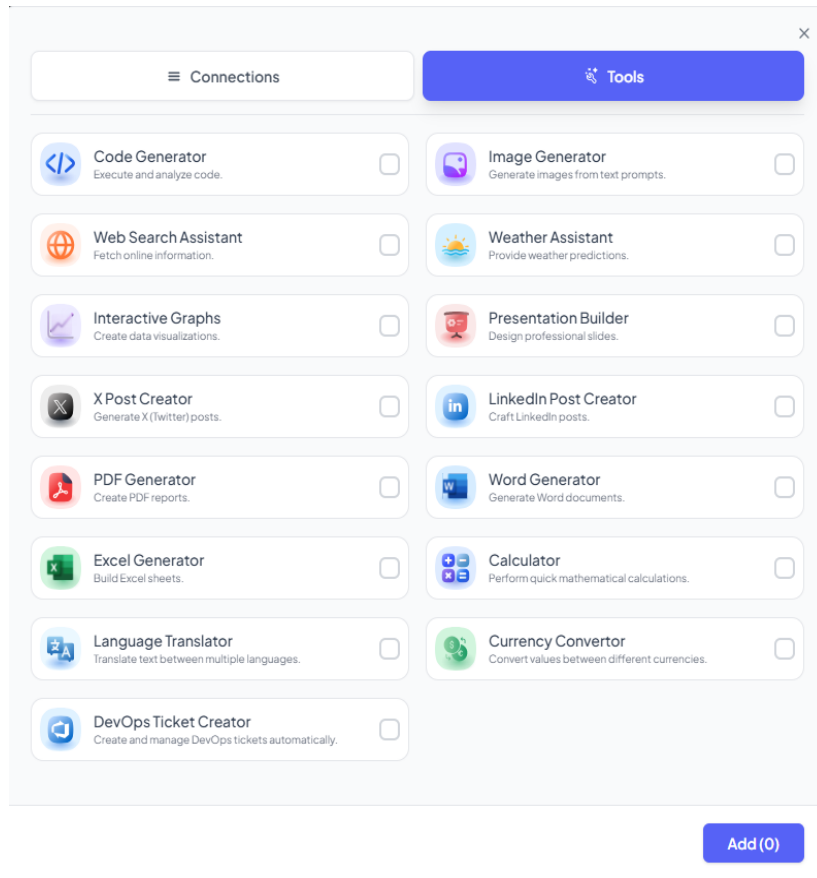 Connections
Tools
Code Generator
Execute and analyze code.
Image Generator
Generate images from text prompts.
Web Search Assistant
Fetch online information.
Weather Assistant
Provide weather predictions.
Interactive Graphs
Create data visualizations.
Presentation Builder
Design professional slides.
X Post Creator
Generate X (Twitter) posts.
LinkedIn Post Creator
Craft LinkedIn posts.
PDF Generator
Create PDF reports.
Word Generator
Generate Word documents.
Excel Generator
Build Excel sheets.
Calculator
Perform quick mathematical calculations.
Language Translator
Translate text between multiple languages.
Currency Convertor
Convert values between different currencies.
DevOps Ticket Creator
Create and manage DevOps tickets automatically.
Add (0)